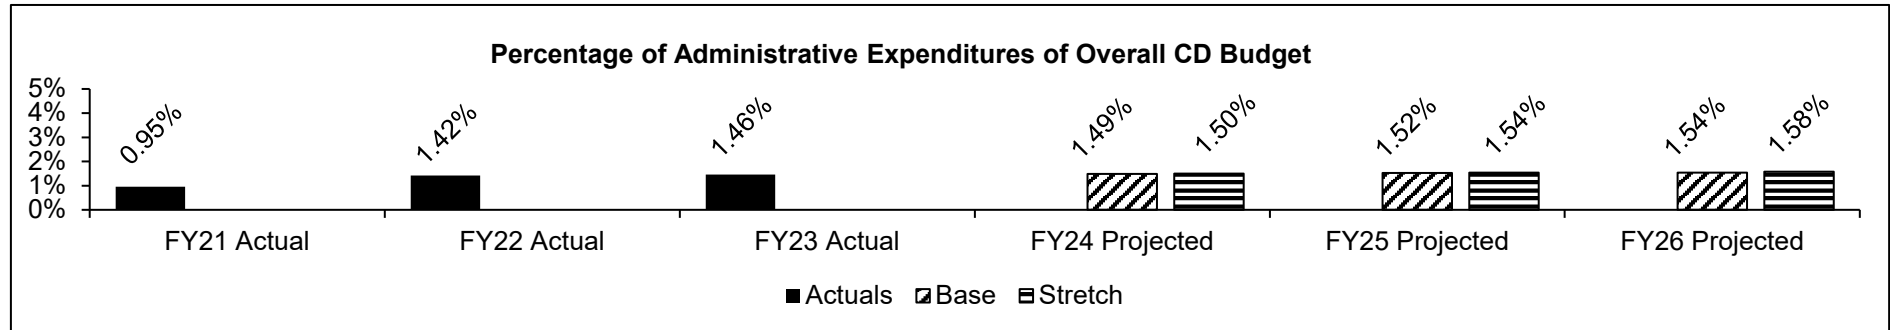 Percentage of Administrative Expenditures of Overall CD Budget
5%
4%
3%
2%
1%
0%
0.95%
1.42%
1.46%
1.49%
1.50%
1.52%
1.54%
1.54%
1.58%
FY21 Actual
FY22 Actual
FY23 Actual
FY24 Projected
FY25 Projected
FY26 Projected
Actuals
Base
Stretch